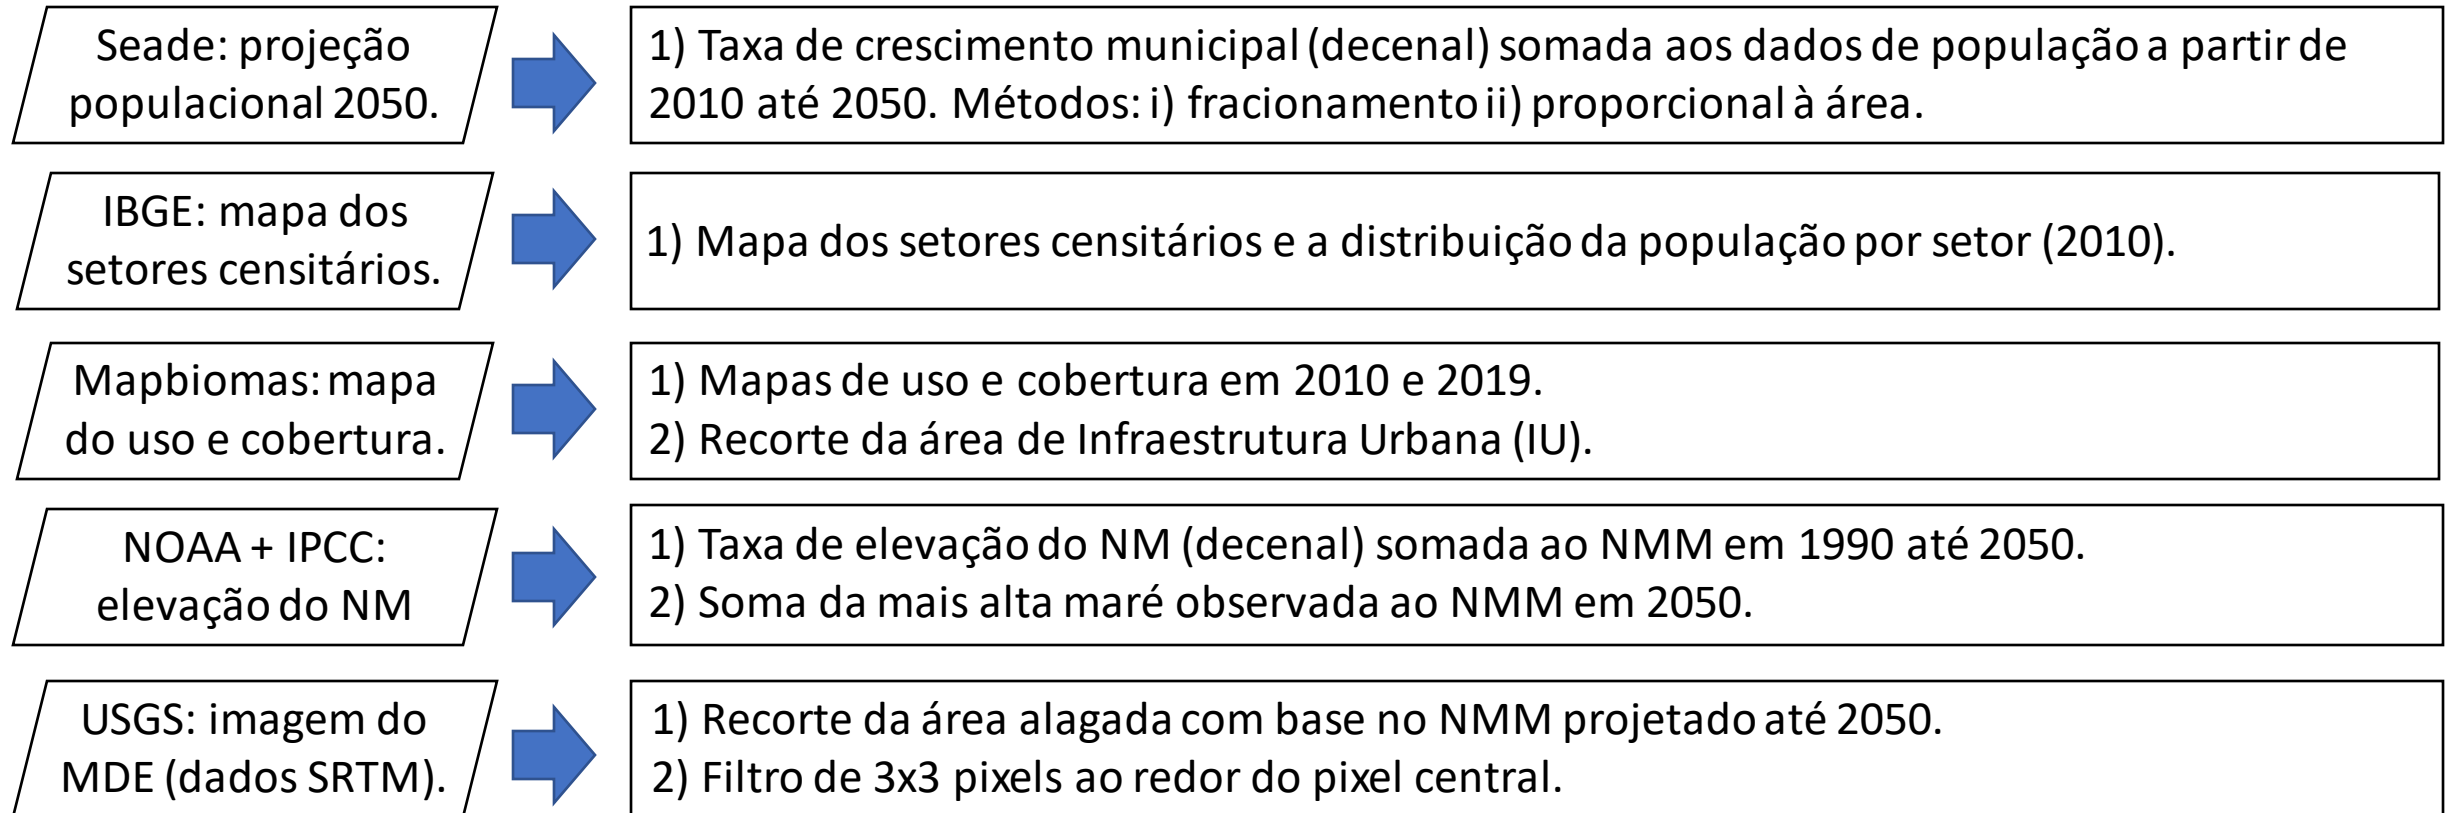 Seade: projeção
populacional 2050.
1) Taxa de crescimento municipal (decenal) somada aos dados de população a partir de
2010 até 2050. Métodos: i) fracionamento ii) proporcional à área.
IBGE: mapa dos
setores censitários.
1) Mapa dos setores censitários e a distribuição da população por setor (2010).
Mapbiomas: mapa
do uso e cobertura.
1) Mapas de uso e cobertura em 2010 e 2019.
2) Recorte da área de Infraestrutura Urbana (IU).
NOAA + IPCC:
elevação do NM
1) Taxa de elevação do NM (decenal) somada ao NMM em 1990 até 2050.
2) Soma da mais alta maré observada ao NMM em 2050.
USGS: imagem do
MDE (dados SRTM).
1) Recorte da área alagada com base no NMM projetado até 2050.
2) Filtro de 3x3 pixels ao redor do pixel central.